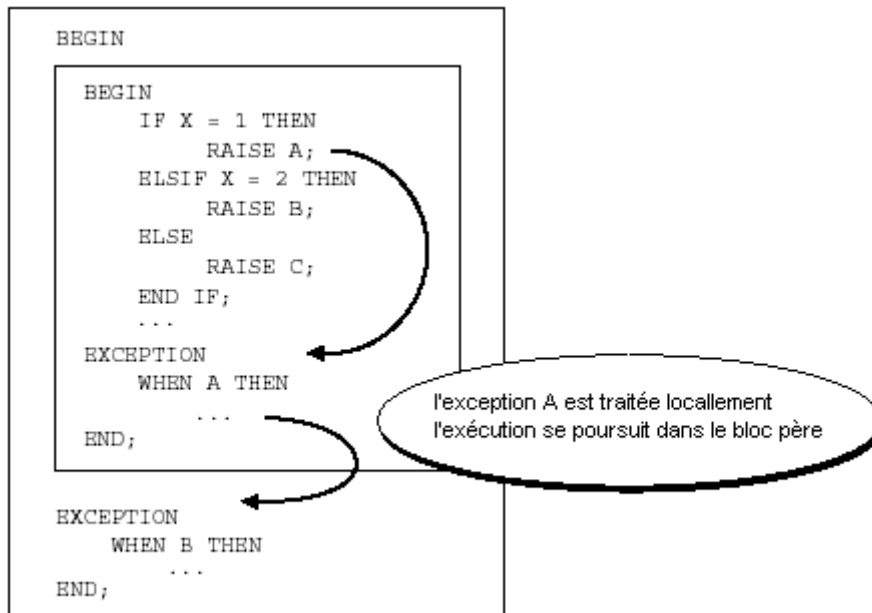 BEGIN
BEGIN
IF X = 1 THEN
RAISE A;
ELSIF X = 2 THEN
RAISE B;
ELSE
RAISE C;
END IF;
...
EXCEPTION
WHEN A THEN
...
END;
l'exception A est traitée locallement
l'exécution se poursuit dans le bloc père
EXCEPTION
WHEN B THEN
...
END;